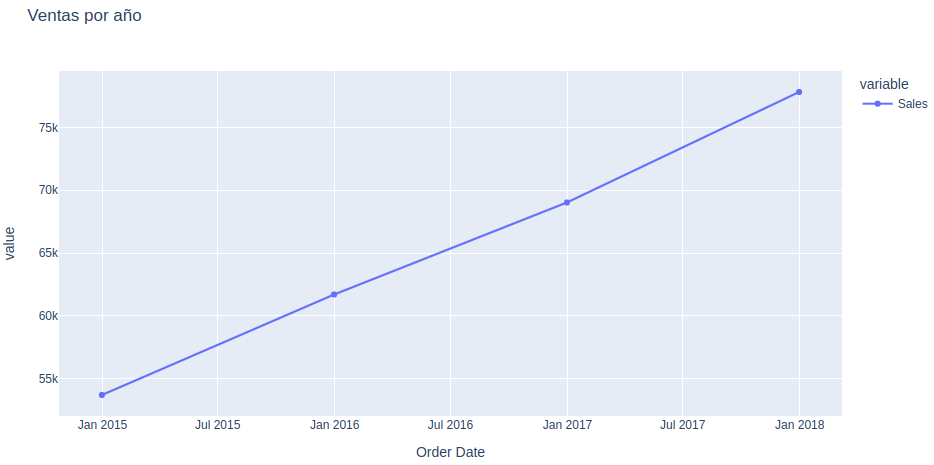 Ventas por año
variable
Sales
75k
70k
65k
60k
55k
value
Jan 2015 Jul 2015 Jan 2016 Jul 2016 Jan 2017 Jul 2017 Jan 2018
Order Date